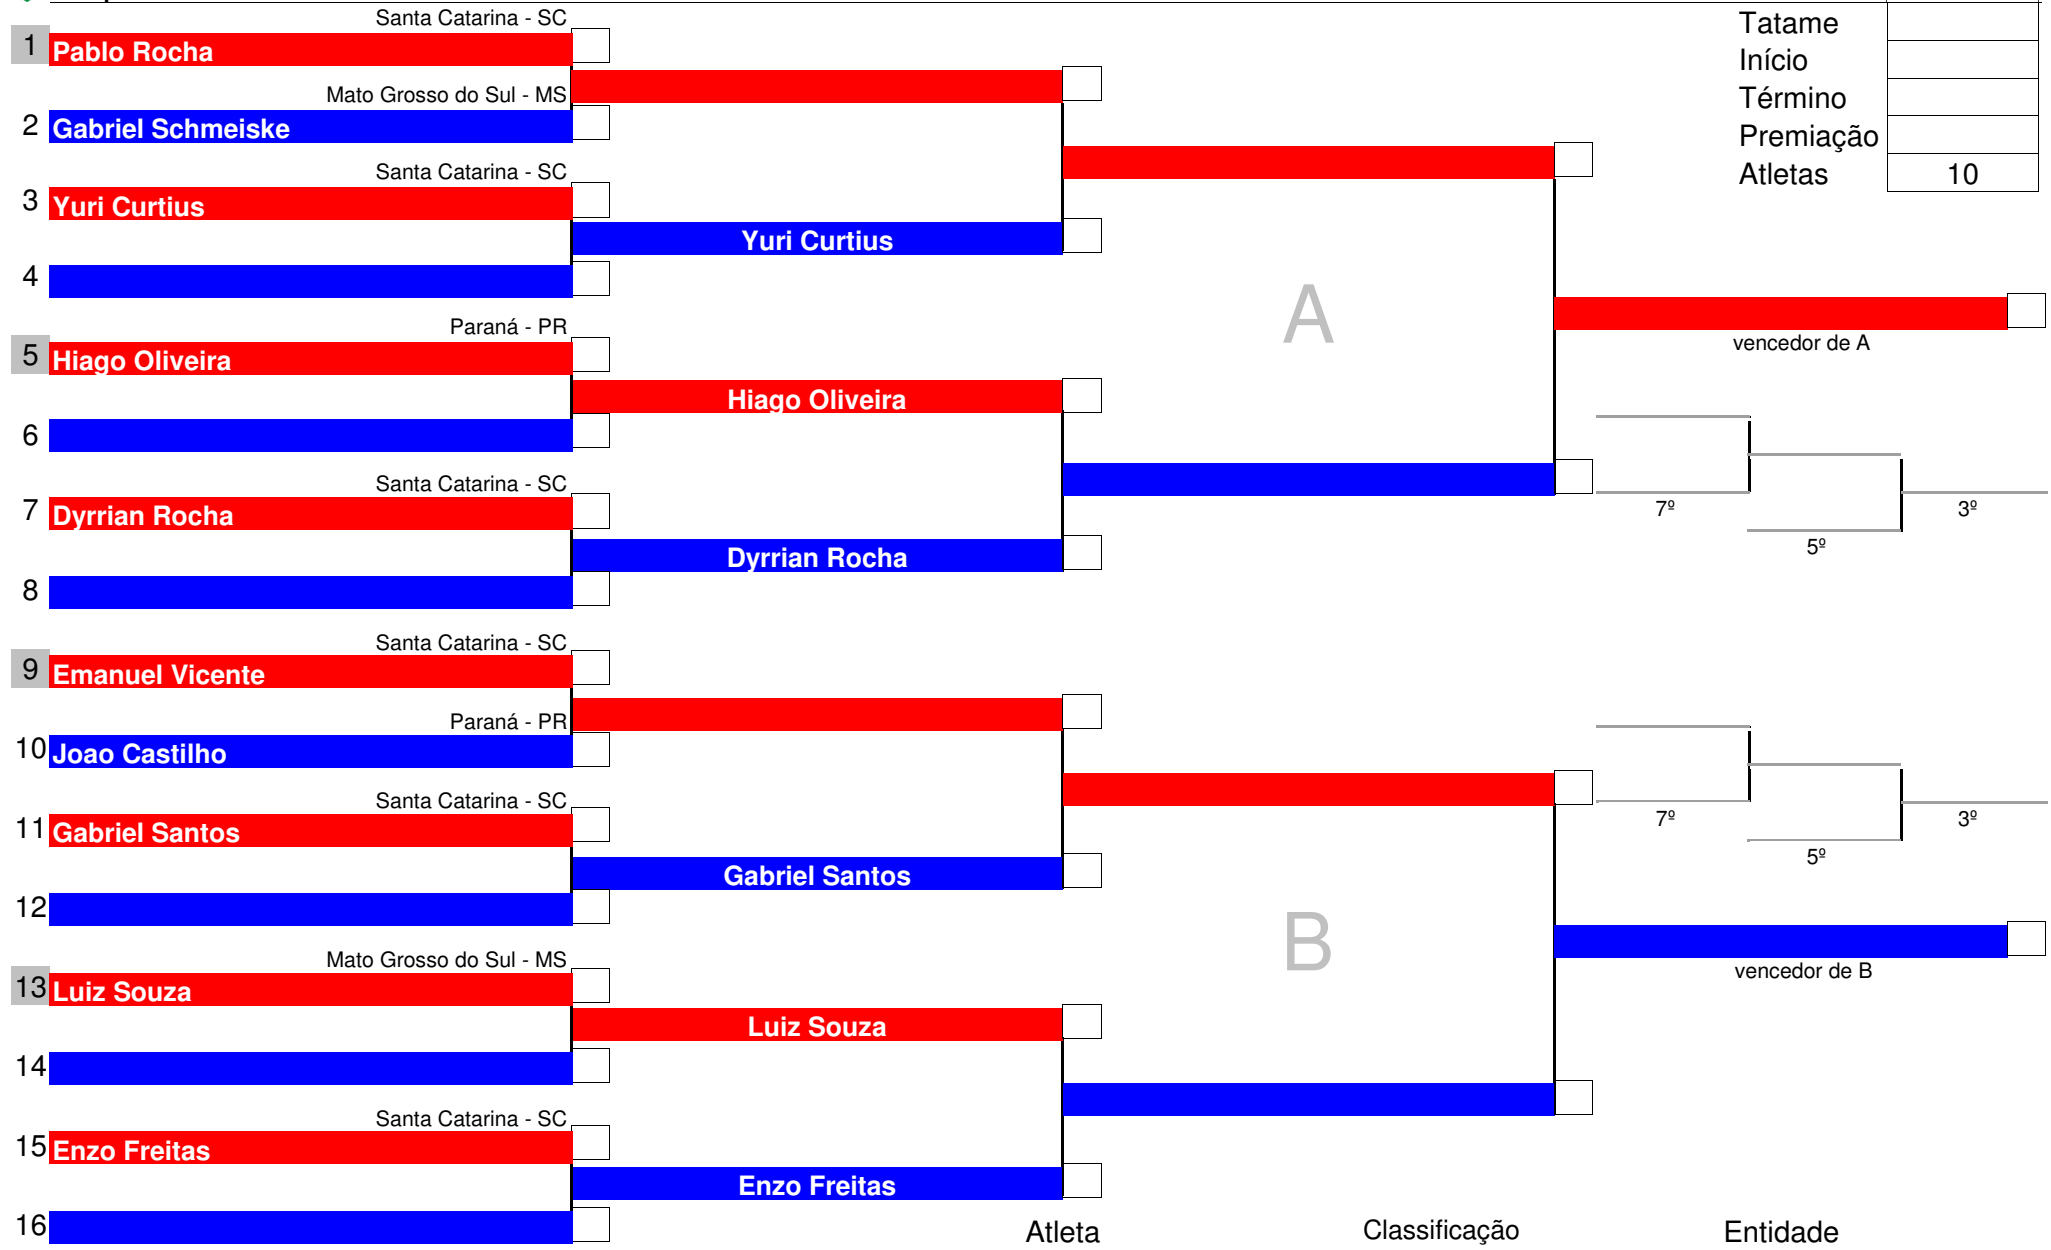 Santa Catarina - SC
1 Pablo Rocha
Mato Grosso do Sul - MS
2 Gabriel Schmeiske
Santa Catarina - SC
3 Yuri Curtius
Yuri Curtius
4
Paraná - PR
5 Hiago Oliveira
Hiago Oliveira
6
Santa Catarina - SC
7 Dyrrian Rocha
Dyrrian Rocha
8
Santa Catarina - SC
9 Emanuel Vicente
Paraná - PR
10 Joao Castilho
Santa Catarina - SC
11 Gabriel Santos
Gabriel Santos
12
Mato Grosso do Sul - MS
13 Luiz Souza
Luiz Souza
14
Santa Catarina - SC
15 Enzo Freitas
Enzo Freitas
16
A
B
Tatame
Início
Término
Premiação
Atletas 10
vencedor de A
7º
3º
5º
7º
3º
5º
vencedor de B
Atleta Classificação Entidade